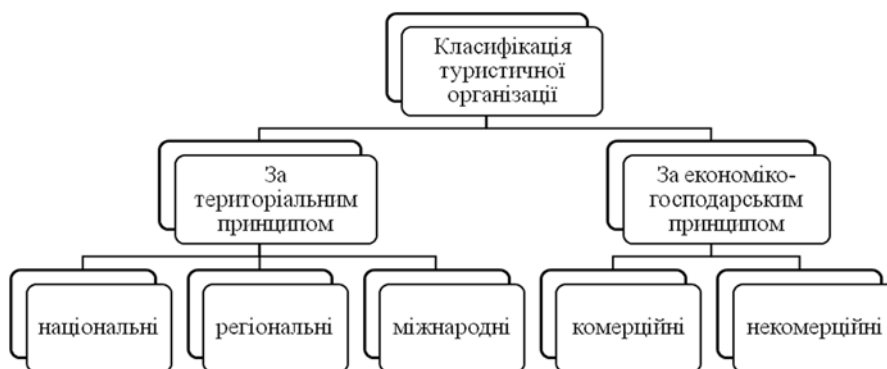 Класифікація
туристичної
організації
За
територіальним
принципом
За економіко-
господарським
принципом
національні
регіональні
міжнародні
комерційні
некомерційні